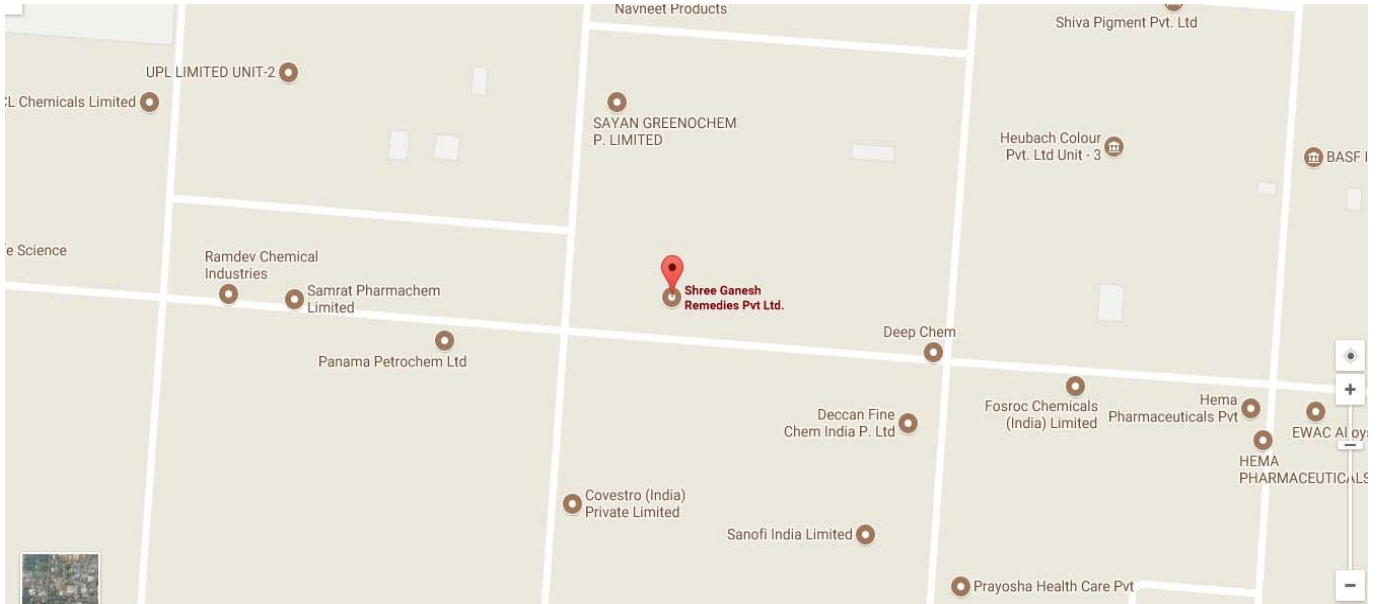 Navneet Products
Shiva Pigment Pvt. Ltd
UPL LIMITED UNIT-2
CL Chemicals Limited
SAYAN GREENOCHEM
P. LIMITED
Heubach Colour
Pvt. Ltd Unit - 3
BASF
e Science
Ramdev Chemical
Industries
Samrat Pharmachem
Limited
Shree Ganesh
Remedies Pvt Ltd.
Panama Petrochem Ltd
Deep Chem
Deccan Fine
Chem India P. Ltd
Fosroc Chemicals
(India) Limited
Hema
Pharmaceuticals Pvt
EWAC Alloys
HEMA
PHARMACEUTICALS
Covestro (India)
Private Limited
Sanofi India Limited
Prayosha Health Care Pvt